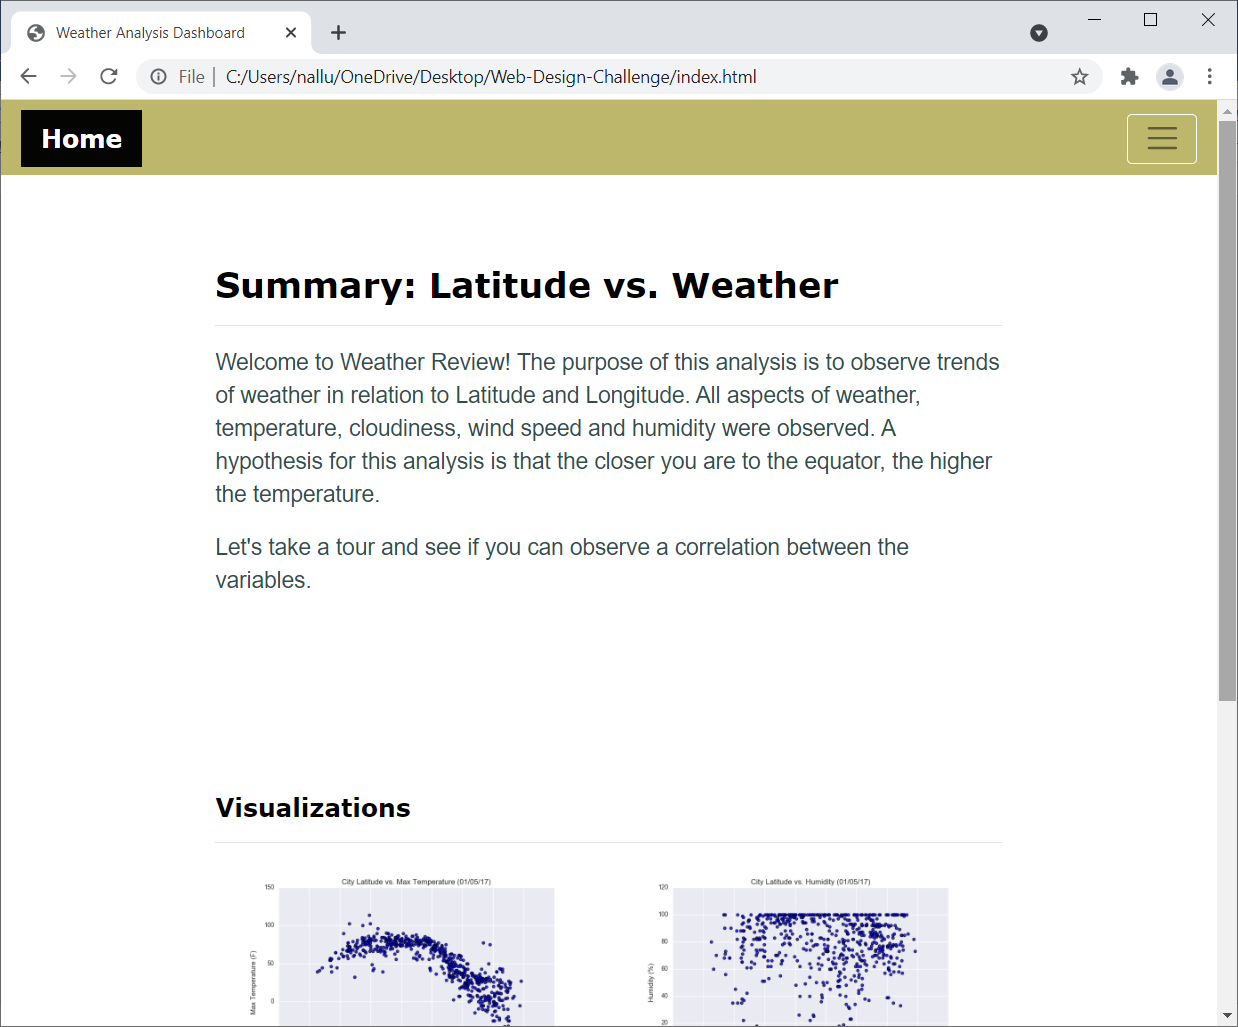 Weather Analysis Dashboard
File | C:/Users/nallu/OneDrive/Desktop/Web-Design-Challenge/index.html
Home
Summary: Latitude vs. Weather
Welcome to Weather Review! The purpose of this analysis is to observe trends
of weather in relation to Latitude and Longitude. All aspects of weather,
temperature, cloudiness, wind speed and humidity were observed. A
hypothesis for this analysis is that the closer you are to the equator, the higher
the temperature.
Let's take a tour and see if you can observe a correlation between the
variables.
Visualizations
City Latitude vs. Max Temperature (01/05/17)
150
100
50
0
Max Temperature (F)
City Latitude vs. Humidity (01/05/17)
120
100
80
60
40
20
Humidity (%)